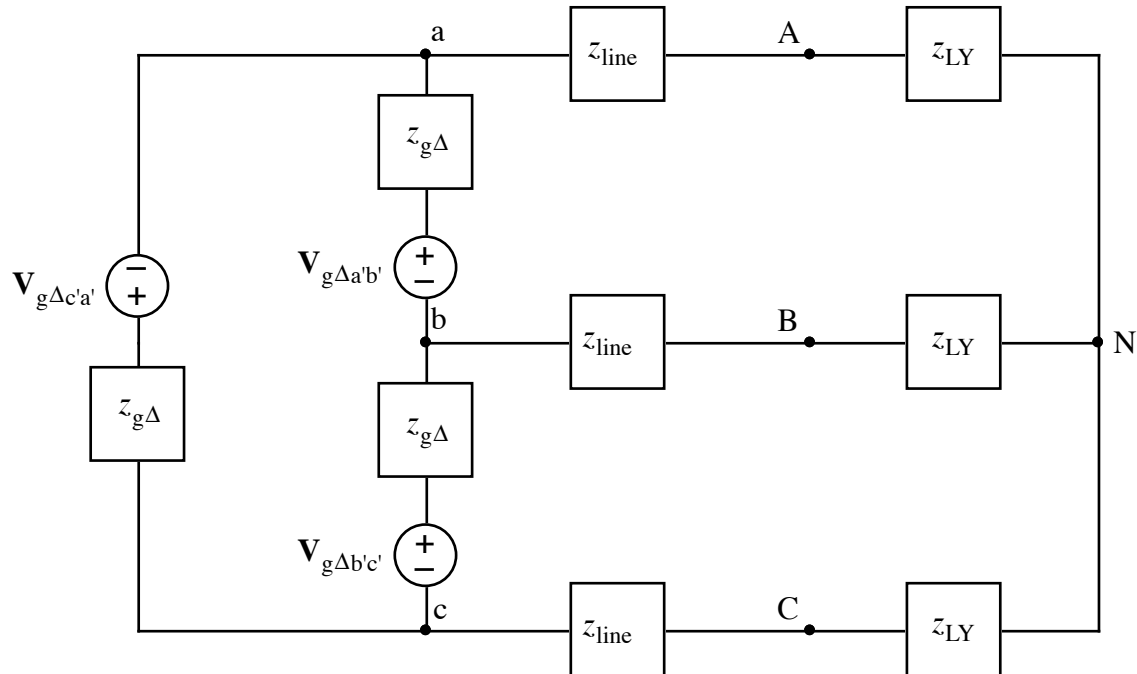 a
z_line
A
z_LY
z_gΔ
−
+
V_gΔc'a'
V_gΔa'b'
+
−
b
z_line
B
z_LY
N
z_gΔ
z_gΔ
V_gΔb'c'
+
−
c
z_line
C
z_LY